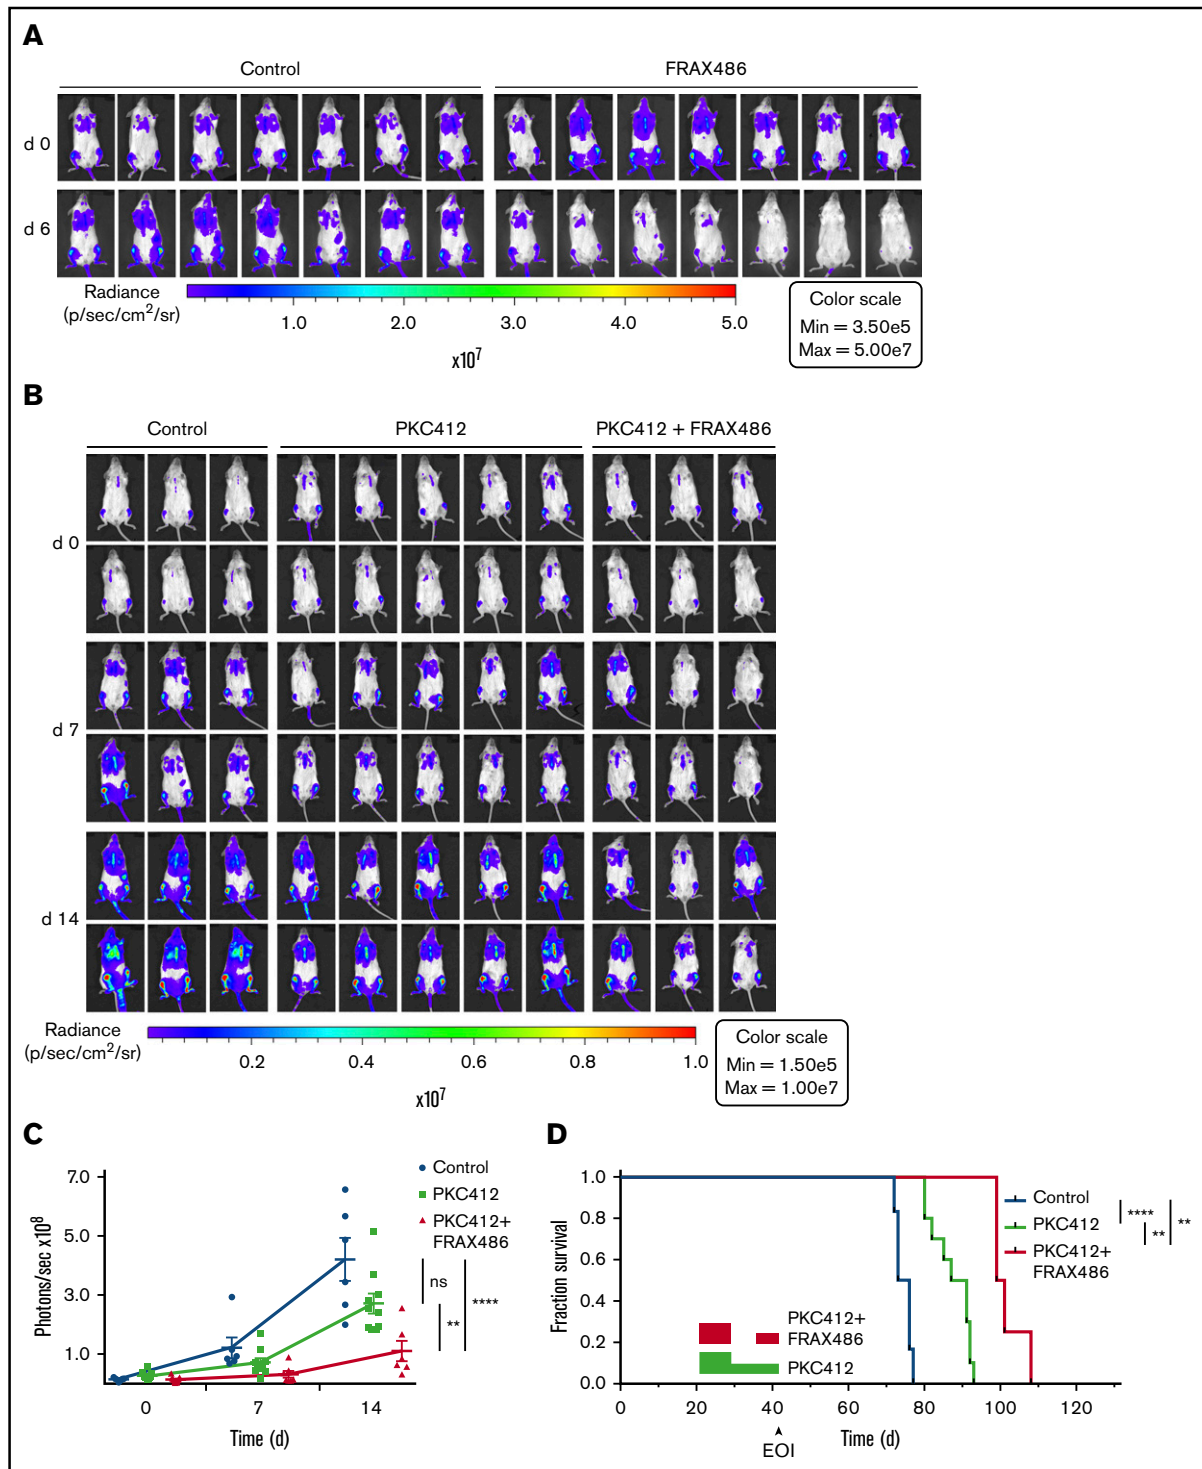 A
Control
FRAX486
d 0
d 6
Radiance
(p/sec/cm²/sr)
1.0
2.0
3.0
4.0
5.0
x10⁷
Color scale
Min = 3.50e5
Max = 5.00e7
B
Control
PKC412
PKC412 + FRAX486
d 0
d 7
d 14
Radiance
(p/sec/cm²/sr)
0.2
0.4
0.6
0.8
1.0
x10⁷
Color scale
Min = 1.50e5
Max = 1.00e7
C
7.0
5.0
3.0
1.0
Photons/sec x10⁸
0
7
14
Time (d)
Control
PKC412
PKC412+
FRAX486
ns
**
****
D
1.0
0.8
0.6
0.4
0.2
0.0
Fraction survival
0
20
40
60
80
100
120
EOI
Time (d)
Control
PKC412
PKC412+
FRAX486
****
**
**
PKC412+
FRAX486
PKC412